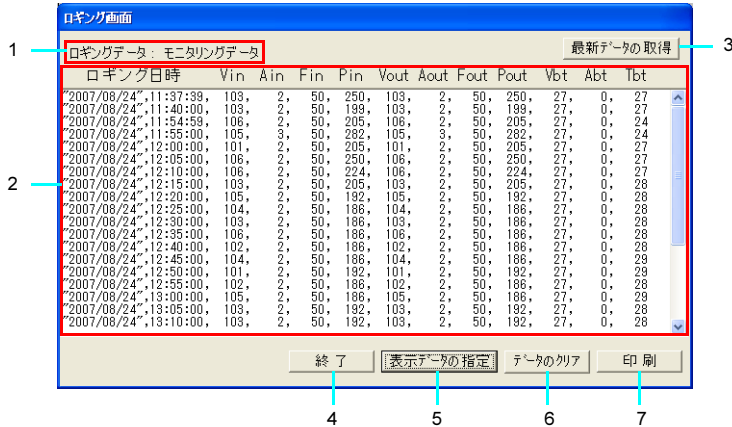 ロギング画面
1
ロギングデータ： モニタリングデータ
最新データの取得
3
ロギング日時 Vin Ain Fin Pin Vout Aout Fout Pout Vbt Abt Tbt
"2007/08/24",11:37:39, 103, 2, 50, 250, 103, 2, 50, 250, 27, 0, 27
"2007/08/24",11:40:00, 103, 2, 50, 199, 103, 2, 50, 199, 27, 0, 27
"2007/08/24",11:54:59, 106, 2, 50, 205, 106, 2, 50, 205, 27, 0, 24
"2007/08/24",11:55:00, 105, 3, 50, 282, 105, 3, 50, 282, 27, 0, 24
"2007/08/24",12:00:00, 101, 2, 50, 205, 101, 2, 50, 205, 27, 0, 27
"2007/08/24",12:05:00, 106, 2, 50, 250, 106, 2, 50, 250, 27, 0, 27
"2007/08/24",12:10:00, 106, 2, 50, 224, 106, 2, 50, 224, 27, 0, 27
2
"2007/08/24",12:15:00, 103, 2, 50, 205, 103, 2, 50, 205, 27, 0, 28
"2007/08/24",12:20:00, 105, 2, 50, 192, 105, 2, 50, 192, 27, 0, 28
"2007/08/24",12:25:00, 104, 2, 50, 186, 104, 2, 50, 186, 27, 0, 28
"2007/08/24",12:30:00, 103, 2, 50, 186, 103, 2, 50, 186, 27, 0, 28
"2007/08/24",12:35:00, 106, 2, 50, 186, 106, 2, 50, 186, 27, 0, 28
"2007/08/24",12:40:00, 102, 2, 50, 186, 102, 2, 50, 186, 27, 0, 28
"2007/08/24",12:45:00, 104, 2, 50, 186, 104, 2, 50, 186, 27, 0, 29
"2007/08/24",12:50:00, 101, 2, 50, 192, 101, 2, 50, 192, 27, 0, 29
"2007/08/24",12:55:00, 102, 2, 50, 186, 102, 2, 50, 186, 27, 0, 28
"2007/08/24",13:00:00, 105, 2, 50, 186, 105, 2, 50, 186, 27, 0, 29
"2007/08/24",13:05:00, 103, 2, 50, 192, 103, 2, 50, 192, 27, 0, 28
"2007/08/24",13:10:00, 103, 2, 50, 192, 103, 2, 50, 192, 27, 0, 28
終 了 表示データの指定 データのクリア 印 刷
4 5 6 7